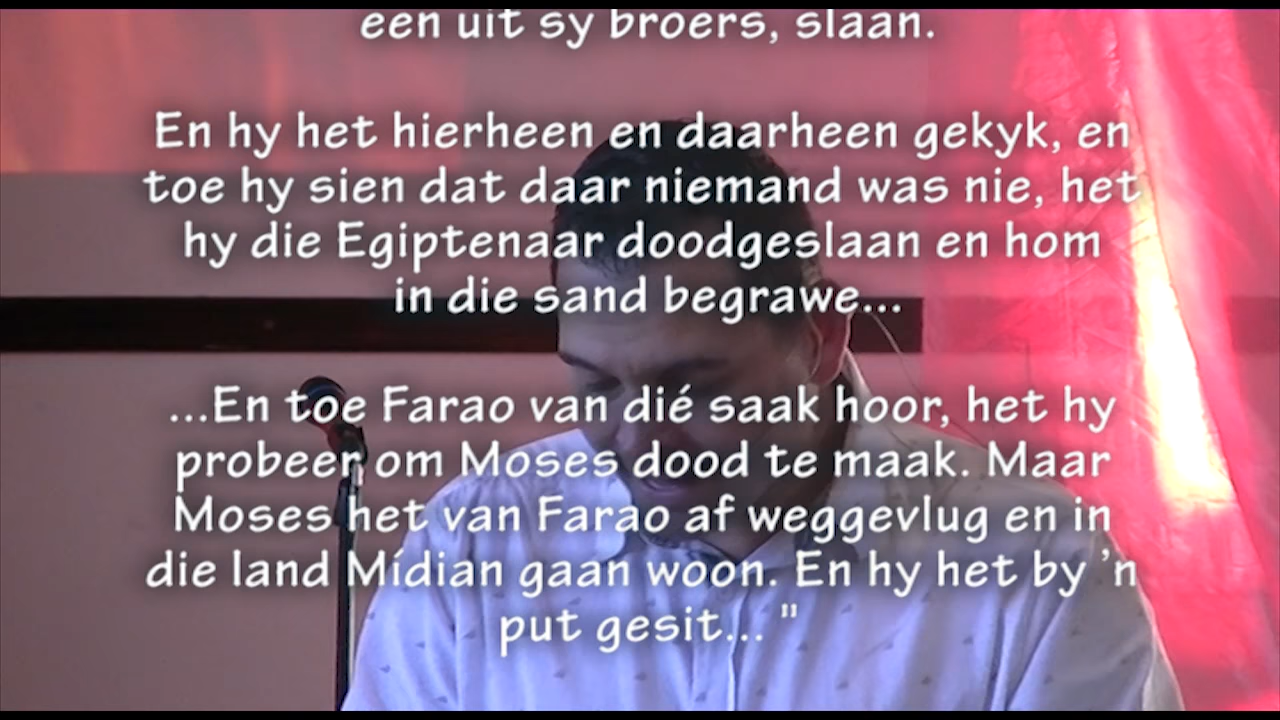 een uit sy broers, slaan.
En hy het hierheen en daarheen gekyk, en
toe hy sien dat daar niemand was nie, het
hy die Egiptenaar doodgeslaan en hom
in die sand begrawe...
...En toe Farao van dié saak hoor, het hy
probeer om Moses dood te maak. Maar
Moses het van Farao af weggevlug en in
die land Mídian gaan woon. En hy het by ’n
put gesit... "